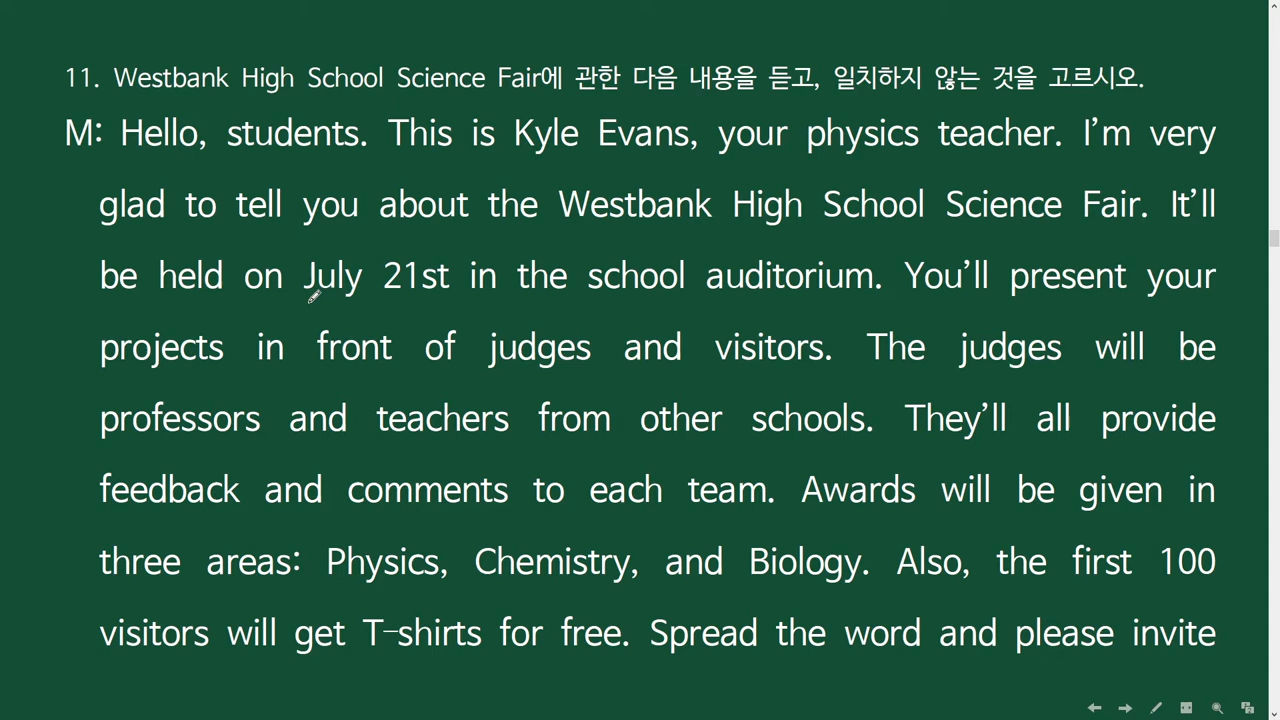 11. Westbank High School Science Fair에 관한 다음 내용을 듣고, 일치하지 않는 것을 고르시오.
M: Hello, students. This is Kyle Evans, your physics teacher. I’m very
glad to tell you about the Westbank High School Science Fair. It’ll
be held on July 21st in the school auditorium. You’ll present your
projects in front of judges and visitors. The judges will be
professors and teachers from other schools. They’ll all provide
feedback and comments to each team. Awards will be given in
three areas: Physics, Chemistry, and Biology. Also, the first 100
visitors will get T-shirts for free. Spread the word and please invite